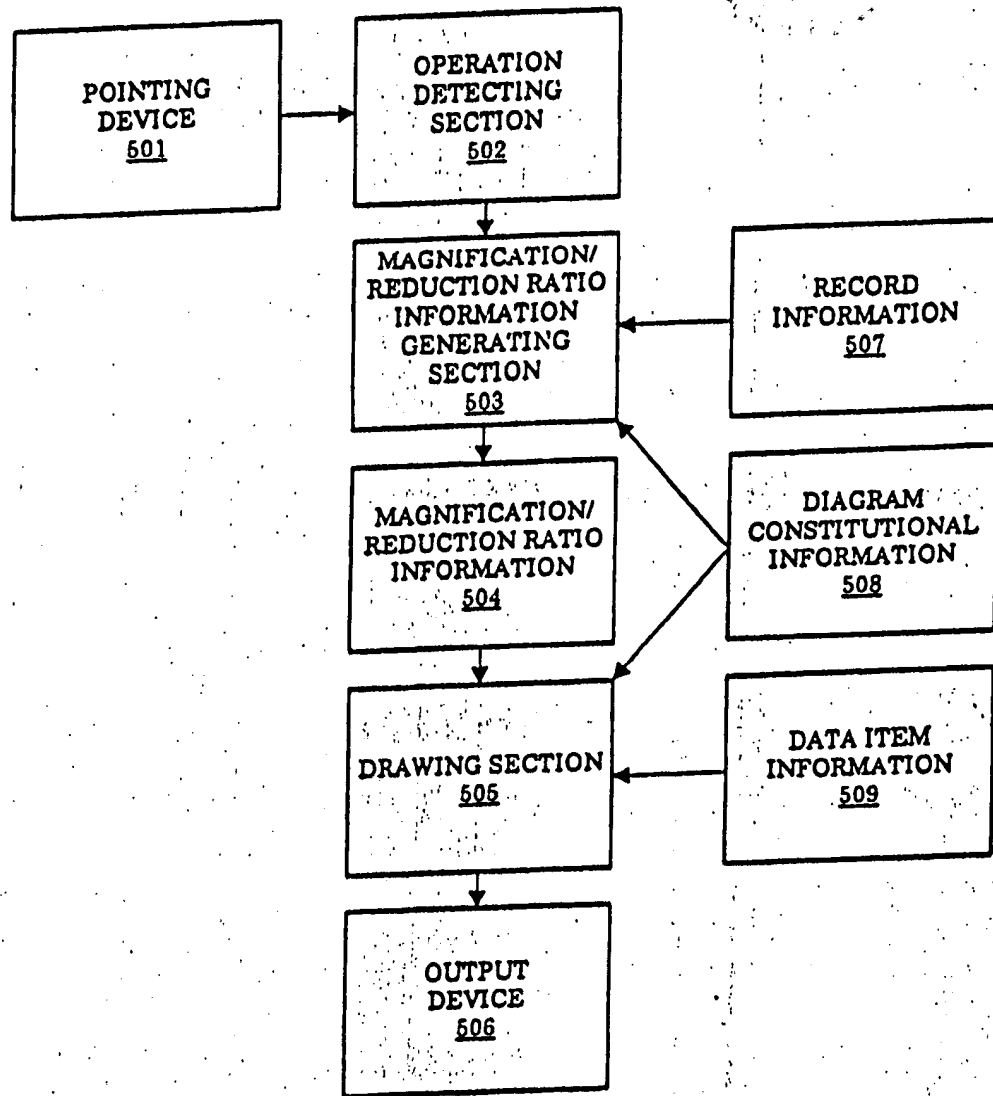 POINTING
DEVICE
501
OPERATION
DETECTING
SECTION
502
MAGNIFICATION/
REDUCTION RATIO
INFORMATION
GENERATING
SECTION
503
RECORD
INFORMATION
507
MAGNIFICATION/
REDUCTION RATIO
INFORMATION
504
DIAGRAM
CONSTITUTIONAL
INFORMATION
508
DRAWING SECTION
505
DATA ITEM
INFORMATION
509
OUTPUT
DEVICE
506